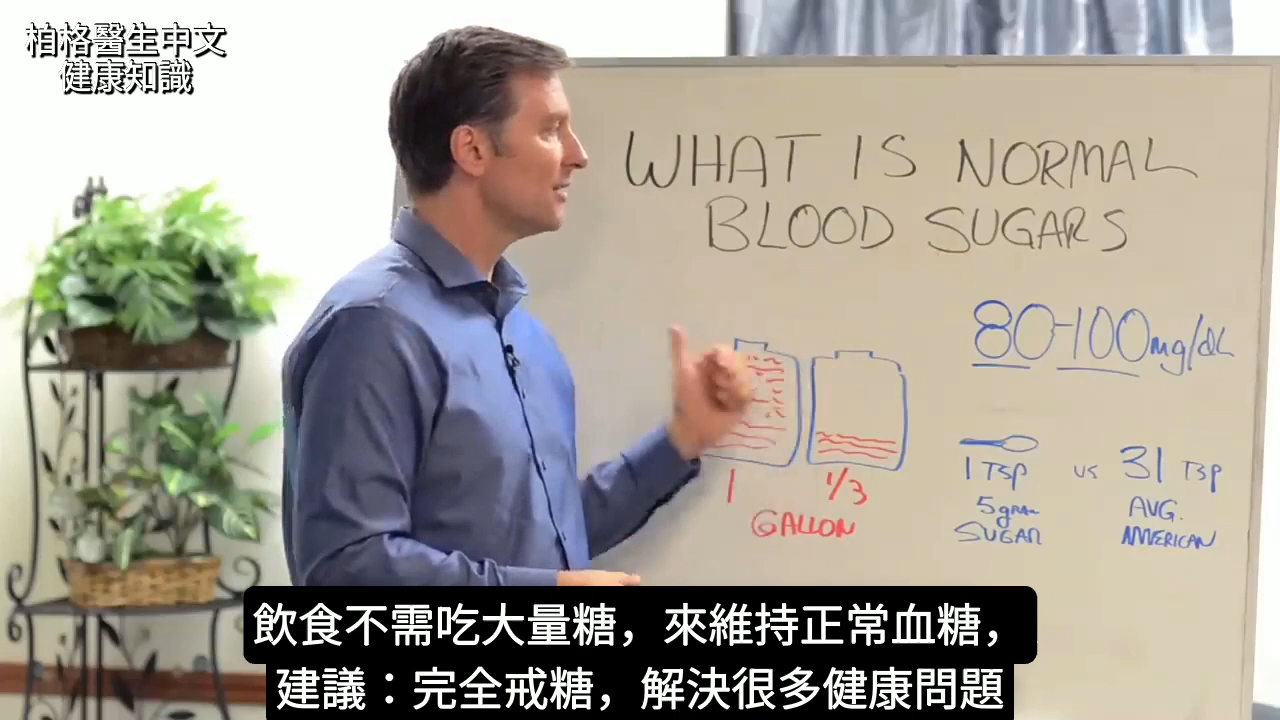 柏格醫生中文
健康知識
WHAT IS NORMAL
BLOOD SUGARS
80-100mg/dL
1 TSP vs 31 TSP
5gram AVG.
SUGAR AMERICAN
1 1/3
GALLON
飲食不需吃大量糖，來維持正常血糖，
建議：完全戒糖，解決很多健康問題